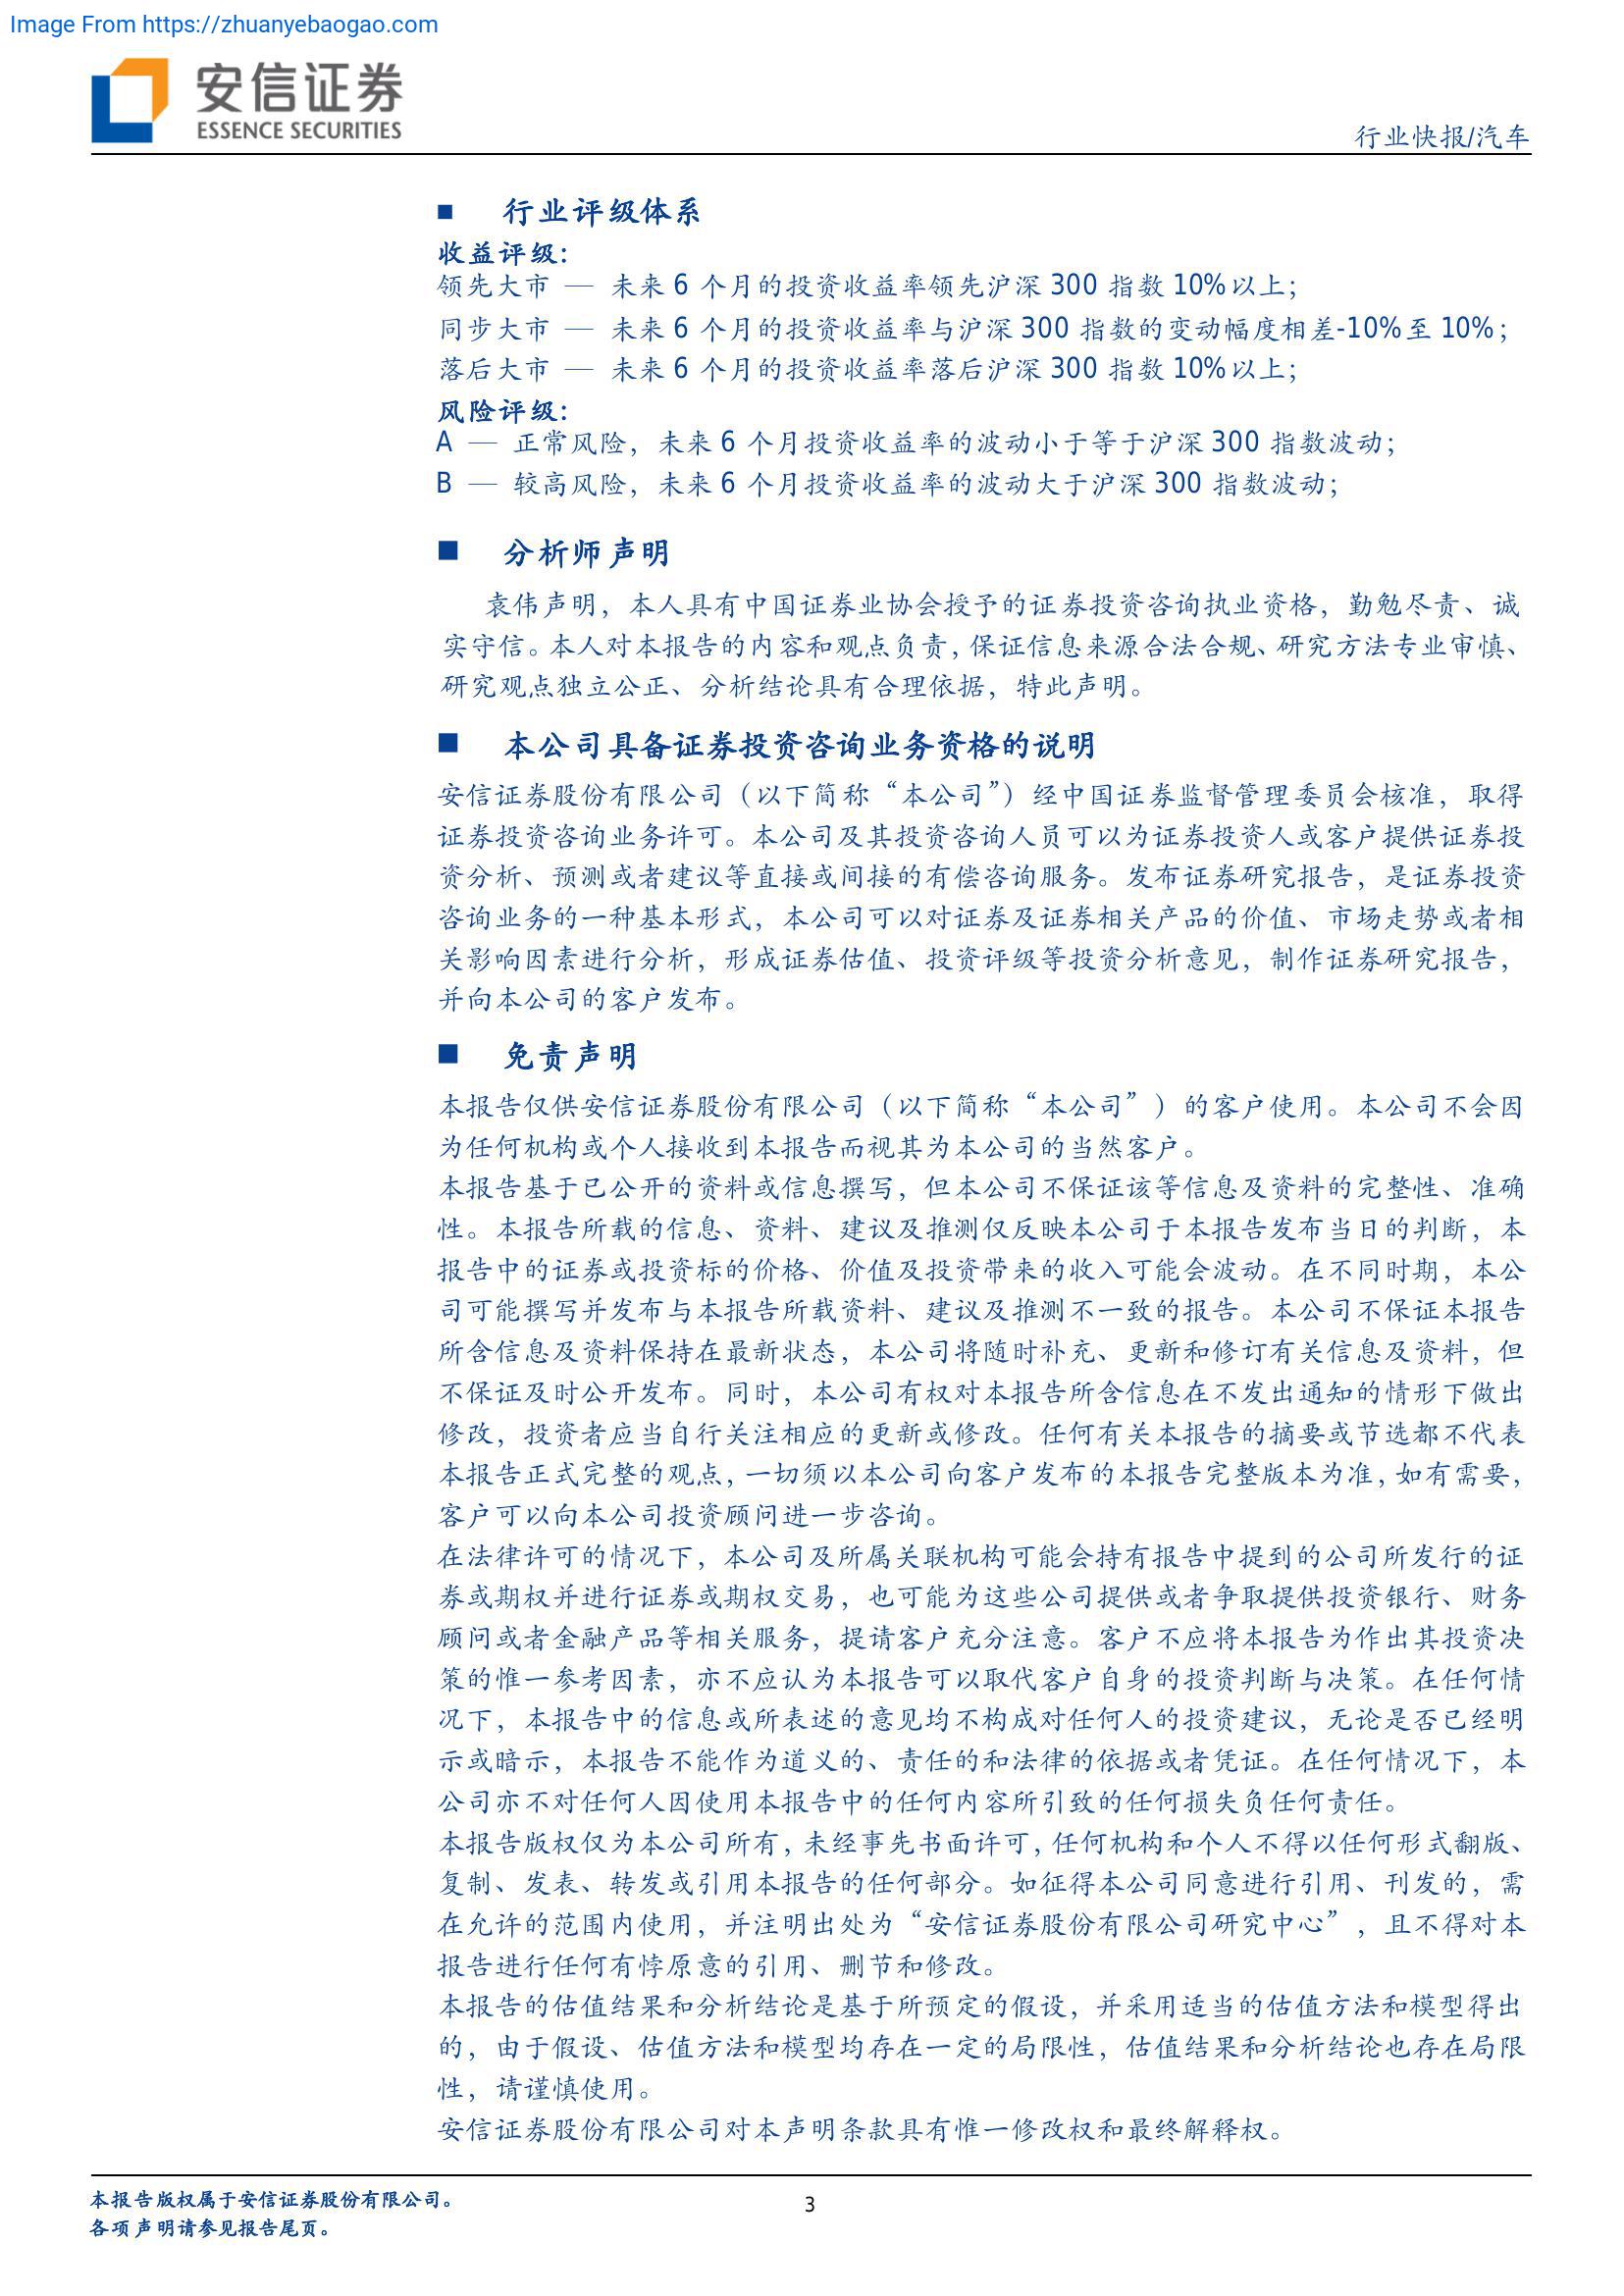 Image From https://zhuanyebaogao.com
安信证券
ESSENCE SECURITIES
行业快报/汽车
■ 行业评级体系
收益评级：
领先大市 — 未来 6 个月的投资收益率领先沪深 300 指数 10%以上；
同步大市 — 未来 6 个月的投资收益率与沪深 300 指数的变动幅度相差-10%至 10%；
落后大市 — 未来 6 个月的投资收益率落后沪深 300 指数 10%以上；
风险评级：
A — 正常风险，未来 6 个月投资收益率的波动小于等于沪深 300 指数波动；
B — 较高风险，未来 6 个月投资收益率的波动大于沪深 300 指数波动；
■ 分析师声明
袁伟声明，本人具有中国证券业协会授予的证券投资咨询执业资格，勤勉尽责、诚
实守信。本人对本报告的内容和观点负责，保证信息来源合法合规、研究方法专业审慎、
研究观点独立公正、分析结论具有合理依据，特此声明。
■ 本公司具备证券投资咨询业务资格的说明
安信证券股份有限公司（以下简称“本公司”）经中国证券监督管理委员会核准，取得
证券投资咨询业务许可。本公司及其投资咨询人员可以为证券投资人或客户提供证券投
资分析、预测或者建议等直接或间接的有偿咨询服务。发布证券研究报告，是证券投资
咨询业务的一种基本形式，本公司可以对证券及证券相关产品的价值、市场走势或者相
关影响因素进行分析，形成证券估值、投资评级等投资分析意见，制作证券研究报告，
并向本公司的客户发布。
■ 免责声明
本报告仅供安信证券股份有限公司（以下简称“本公司”）的客户使用。本公司不会因
为任何机构或个人接收到本报告而视其为本公司的当然客户。
本报告基于已公开的资料或信息撰写，但本公司不保证该等信息及资料的完整性、准确
性。本报告所载的信息、资料、建议及推测仅反映本公司于本报告发布当日的判断，本
报告中的证券或投资标的价格、价值及投资带来的收入可能会波动。在不同时期，本公
司可能撰写并发布与本报告所载资料、建议及推测不一致的报告。本公司不保证本报告
所含信息及资料保持在最新状态，本公司将随时补充、更新和修订有关信息及资料，但
不保证及时公开发布。同时，本公司有权对本报告所含信息在不发出通知的情形下做出
修改，投资者应当自行关注相应的更新或修改。任何有关本报告的摘要或节选都不代表
本报告正式完整的观点，一切须以本公司向客户发布的本报告完整版本为准，如有需要，
客户可以向本公司投资顾问进一步咨询。
在法律许可的情况下，本公司及所属关联机构可能会持有报告中提到的公司所发行的证
券或期权并进行证券或期权交易，也可能为这些公司提供或者争取提供投资银行、财务
顾问或者金融产品等相关服务，提请客户充分注意。客户不应将本报告为作出其投资决
策的惟一参考因素，亦不应认为本报告可以取代客户自身的投资判断与决策。在任何情
况下，本报告中的信息或所表述的意见均不构成对任何人的投资建议，无论是否已经明
示或暗示，本报告不能作为道义的、责任的和法律的依据或者凭证。在任何情况下，本
公司亦不对任何人因使用本报告中的任何内容所引致的任何损失负任何责任。
本报告版权仅为本公司所有，未经事先书面许可，任何机构和个人不得以任何形式翻版、
复制、发表、转发或引用本报告的任何部分。如征得本公司同意进行引用、刊发的，需
在允许的范围内使用，并注明出处为“安信证券股份有限公司研究中心”，且不得对本
报告进行任何有悖原意的引用、删节和修改。
本报告的估值结果和分析结论是基于所预定的假设，并采用适当的估值方法和模型得出
的，由于假设、估值方法和模型均存在一定的局限性，估值结果和分析结论也存在局限
性，请谨慎使用。
安信证券股份有限公司对本声明条款具有惟一修改权和最终解释权。
本报告版权属于安信证券股份有限公司。
3
各项声明请参见报告尾页。